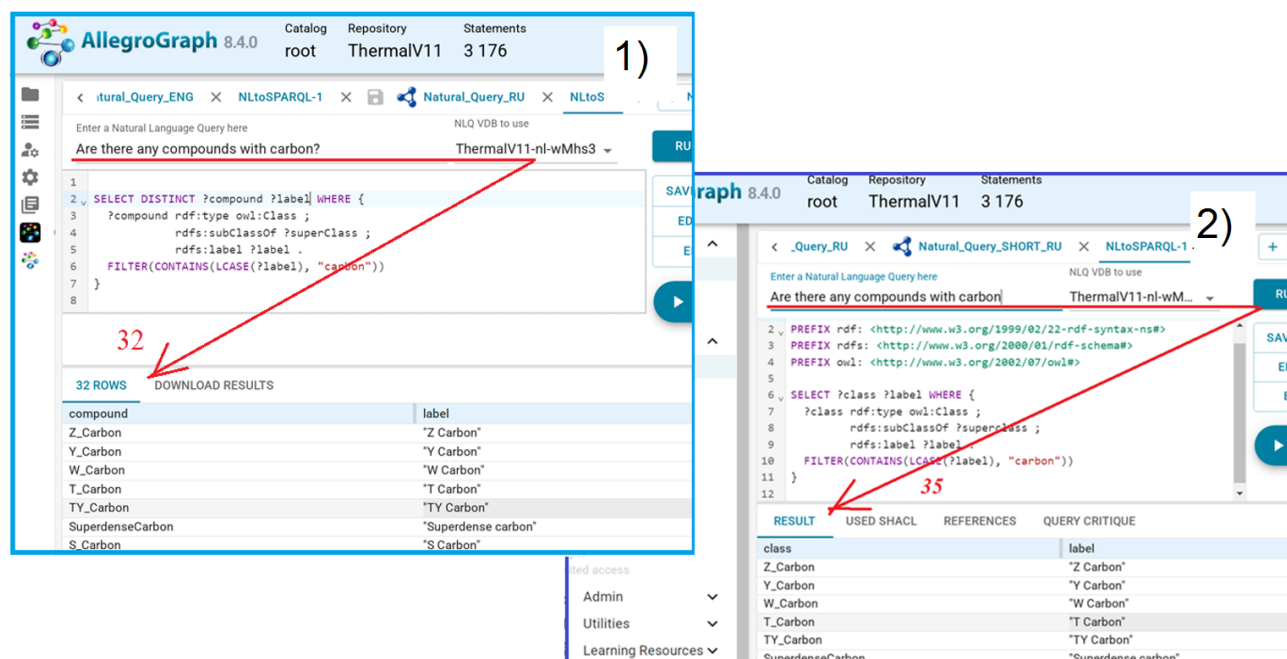 AllegroGraph 8.4.0
Catalog
root
Repository
ThermalV11
Statements
3 176
1)
tural_Query_ENG
NLtoSPARQL-1
Natural_Query_RU
NLtoS
Enter a Natural Language Query here
Are there any compounds with carbon?
NLQ VDB to use
ThermalV11-nl-wMhs3
RU
1
2 SELECT DISTINCT ?compound ?label WHERE {
3 ?compound rdf:type owl:Class ;
4 rdfs:subClassOf ?superClass ;
5 rdfs:label ?label .
6 FILTER(CONTAINS(LCASE(?label), "carbon"))
7 }
8
SAV
ED
E
32
32 ROWS
DOWNLOAD RESULTS
compound label
Z_Carbon "Z Carbon"
Y_Carbon "Y Carbon"
W_Carbon "W Carbon"
T_Carbon "T Carbon"
TY_Carbon "TY Carbon"
SuperdenseCarbon "Superdense carbon"
S_Carbon "S Carbon"
raph 8.4.0
Catalog
root
Repository
ThermalV11
Statements
3 176
2)
_Query_RU
Natural_Query_SHORT_RU
NLtoSPARQL-1
Enter a Natural Language Query here
Are there any compounds with carbon
NLQ VDB to use
ThermalV11-nl-wM...
RU
2 PREFIX rdf: <http://www.w3.org/1999/02/22-rdf-syntax-ns#>
3 PREFIX rdfs: <http://www.w3.org/2000/01/rdf-schema#>
4 PREFIX owl: <http://www.w3.org/2002/07/owl#>
5
6 SELECT ?class ?label WHERE {
7 ?class rdf:type owl:Class ;
8 rdfs:subClassOf ?superclass ;
9 rdfs:label ?label .
10 FILTER(CONTAINS(LCASE(?label), "carbon"))
11 }
12
SAV
35
RESULT
USED SHACL
REFERENCES
QUERY CRITIQUE
class label
Z_Carbon "Z Carbon"
Y_Carbon "Y Carbon"
W_Carbon "W Carbon"
T_Carbon "T Carbon"
TY_Carbon "TY Carbon"
SuperdenseCarbon "Superdense carbon"
ited access
Admin
Utilities
Learning Resources